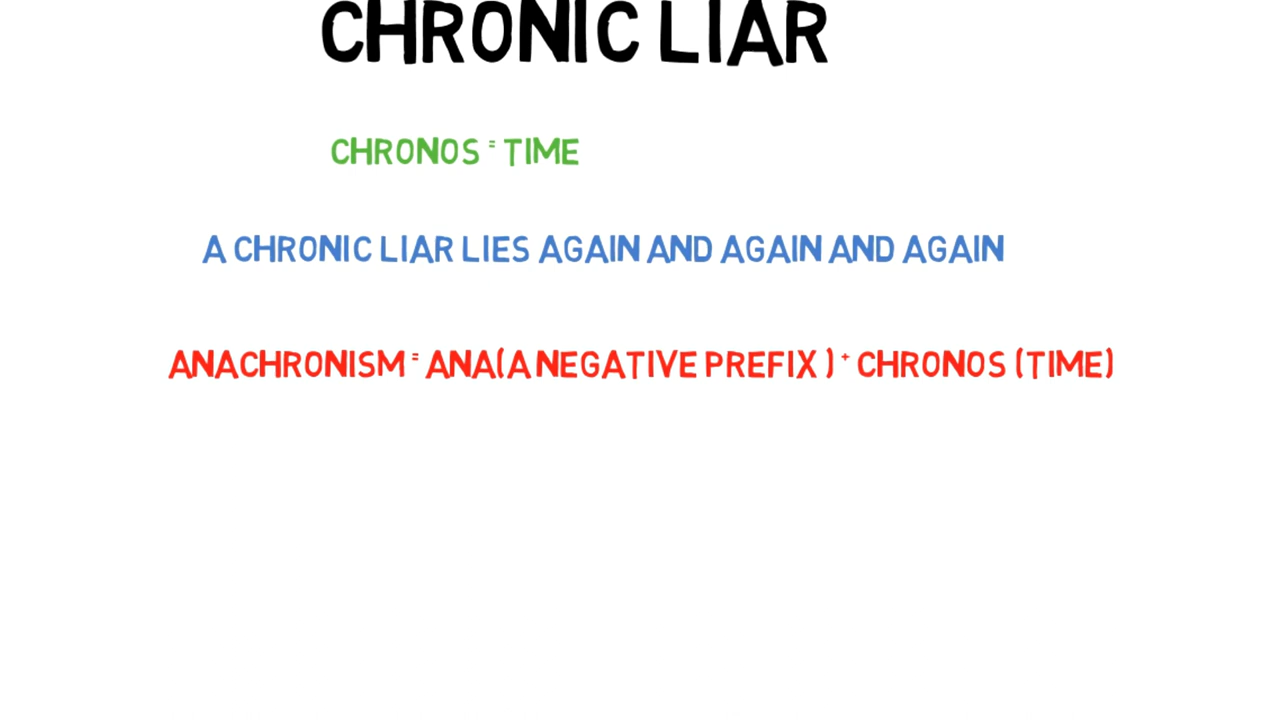 CHRONIC LIAR
CHRONOS = TIME
A CHRONIC LIAR LIES AGAIN AND AGAIN AND AGAIN
ANACHRONISM = ANA(A NEGATIVE PREFIX ) + CHRONOS (TIME)